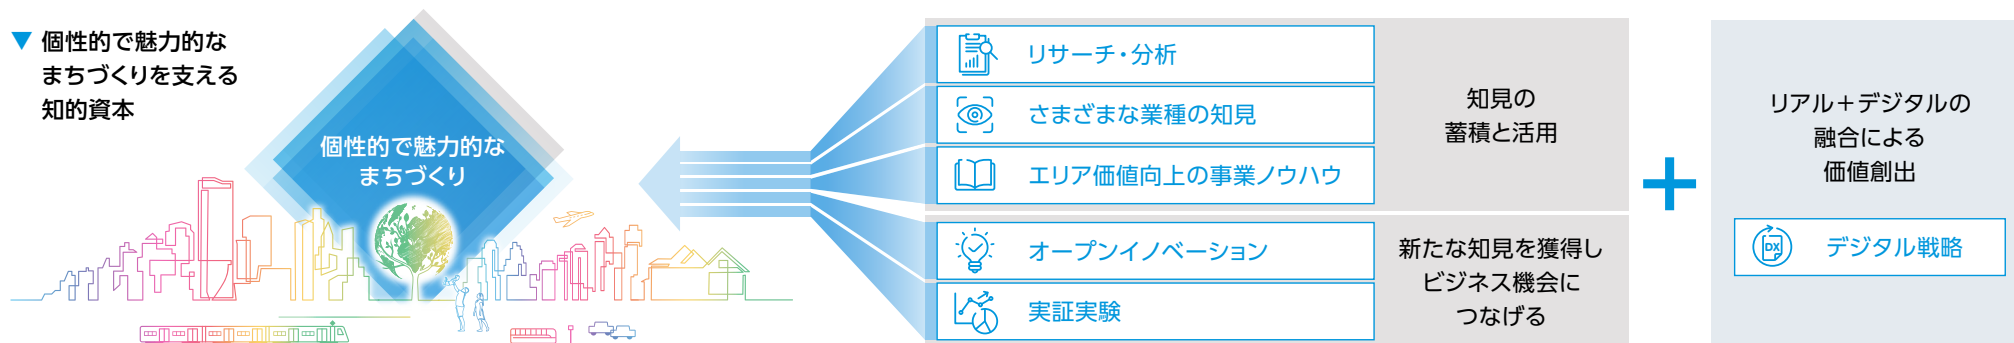 ▼ 個性的で魅力的な
まちづくりを支える
知的資本
個性的で魅力的な
まちづくり
リサーチ・分析
さまざまな業種の知見
エリア価値向上の事業ノウハウ
知見の
蓄積と活用
オープンイノベーション
実証実験
新たな知見を獲得し
ビジネス機会に
つなげる
+
リアル+デジタルの
融合による
価値創出
DX
デジタル戦略